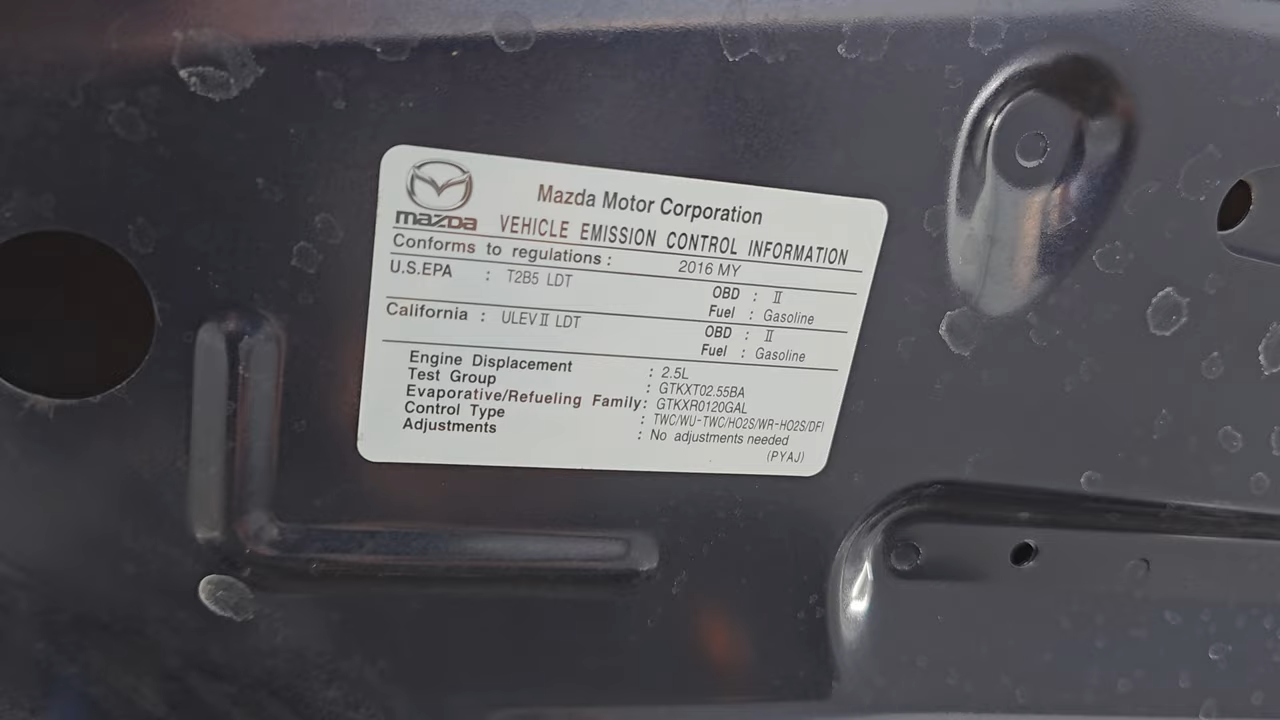 Mazda Motor Corporation
mazda VEHICLE EMISSION CONTROL INFORMATION
Conforms to regulations : 2016 MY
U.S.EPA : T2B5 LDT OBD : II
Fuel : Gasoline
California : ULEV II LDT OBD : II
Fuel : Gasoline
Engine Displacement : 2.5L
Test Group : GTKXT02.55BA
Evaporative/Refueling Family: GTKXR0120GAL
Control Type : TWC/WU-TWC/HO2S/WR-HO2S/DFI
Adjustments : No adjustments needed
(PYAJ)